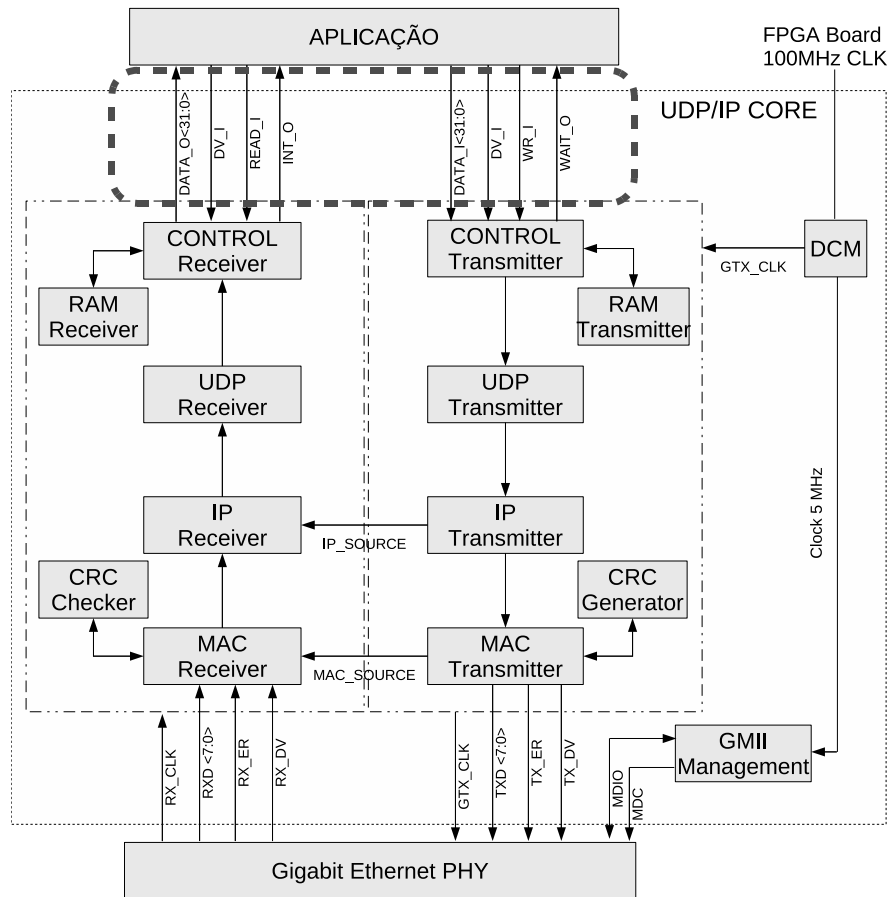 APLICAÇÃO
FPGA Board
100MHz CLK
UDP/IP CORE
DATA_O<31:0>
DV_I
READ_I
INT_O
DATA_I<31:0>
DV_I
WR_I
WAIT_O
CONTROL
Receiver
CONTROL
Transmitter
DCM
GTX_CLK
RAM
Receiver
RAM
Transmitter
UDP
Receiver
UDP
Transmitter
Clock 5 MHz
IP
Receiver
IP_SOURCE
IP
Transmitter
CRC
Checker
CRC
Generator
MAC
Receiver
MAC_SOURCE
MAC
Transmitter
RX_CLK
RXD <7:0>
RX_ER
RX_DV
GTX_CLK
TXD <7:0>
TX_ER
TX_DV
MDIO
MDC
GMII
Management
Gigabit Ethernet PHY